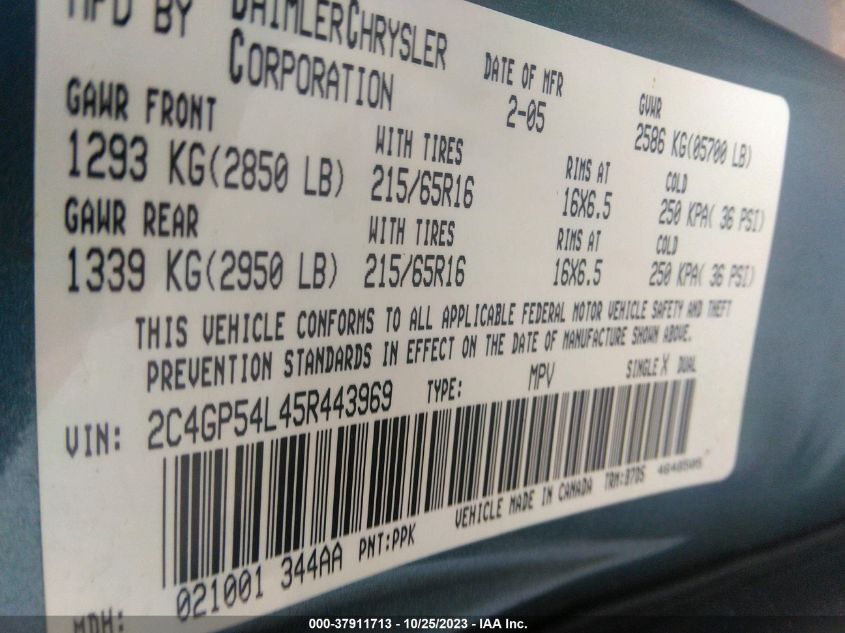 MFD BY DAIMLERCHRYSLER CORPORATION
DATE OF MFR 2-05
GVWR 2586 KG(05700 LB)
GAWR FRONT
1293 KG(2850 LB)
WITH TIRES 215/65R16
RIMS AT 16X6.5
COLD 250 KPA( 36 PSI)
GAWR REAR
1339 KG(2950 LB)
WITH TIRES 215/65R16
RIMS AT 16X6.5
COLD 250 KPA( 36 PSI)
THIS VEHICLE CONFORMS TO ALL APPLICABLE FEDERAL MOTOR VEHICLE SAFETY AND THEFT
PREVENTION STANDARDS IN EFFECT ON THE DATE OF MANUFACTURE SHOWN ABOVE.
VIN: 2C4GP54L45R443969 TYPE: MPV SINGLE X DUAL
VEHICLE MADE IN CANADA TRM:B7D5
021001 344AA PNT:PPK
MDH:
000-37911713 - 10/25/2023 - IAA Inc.